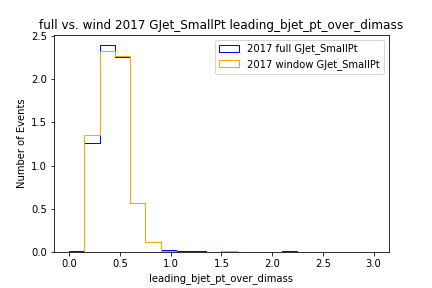 full vs. wind 2017 GJet_SmallPt leading_bjet_pt_over_dimass
2017 full GJet_SmallPt
2017 window GJet_SmallPt
Number of Events
2.5
2.0
1.5
1.0
0.5
0.0
0.0 0.5 1.0 1.5 2.0 2.5 3.0
leading_bjet_pt_over_dimass